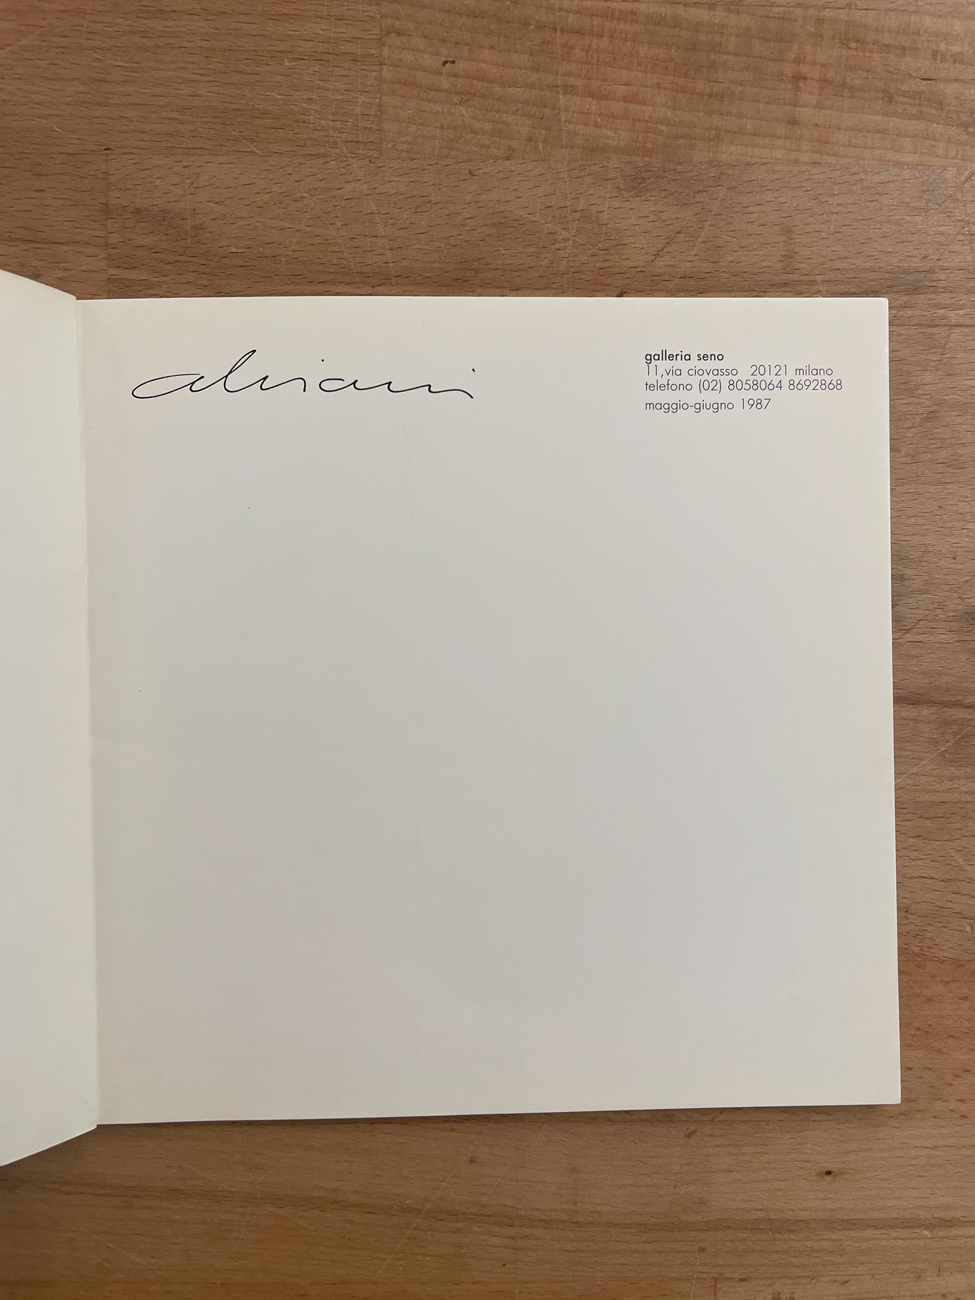 alviani
galleria seno
11,via ciovasso 20121 milano
telefono (02) 8058064 8692868
maggio-giugno 1987